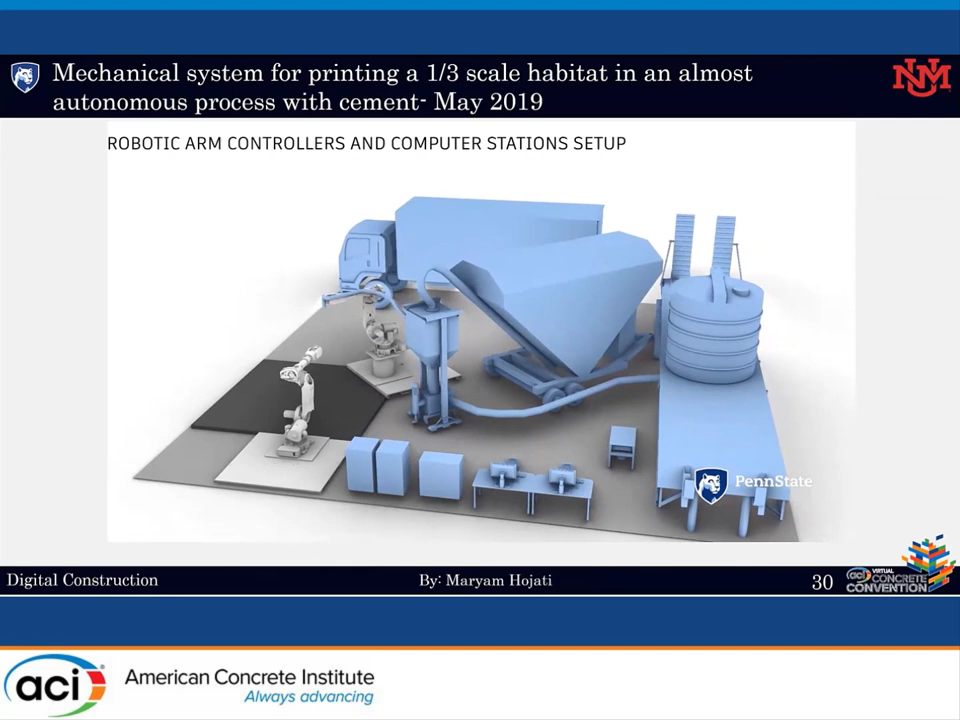 Mechanical system for printing a 1/3 scale habitat in an almost
autonomous process with cement- May 2019
NM
ROBOTIC ARM CONTROLLERS AND COMPUTER STATIONS SETUP
PennState
Digital Construction
By: Maryam Hojati
30
aci VIRTUAL
CONCRETE
CONVENTION
aci
American Concrete Institute
Always advancing